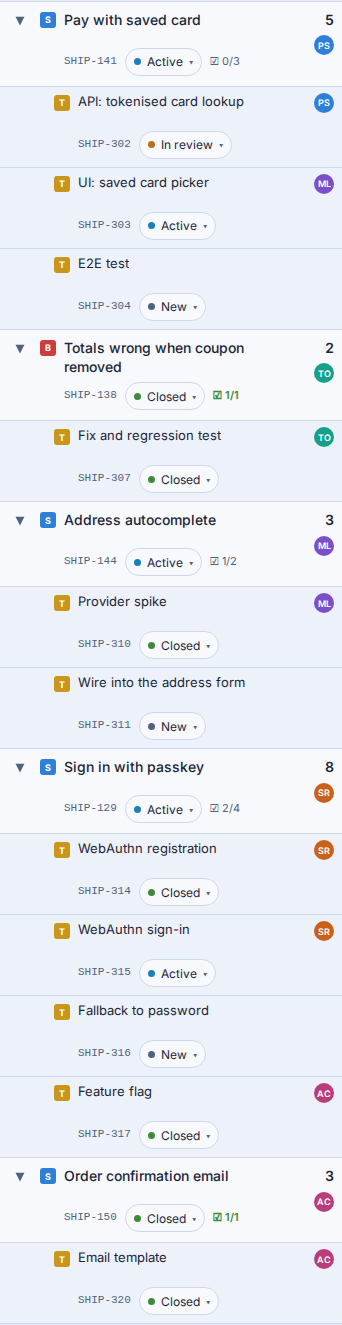 ▼ S Pay with saved card 5
PS
SHIP-141 Active ▾ ☑ 0/3
T API: tokenised card lookup PS
SHIP-302 In review ▾
T UI: saved card picker ML
SHIP-303 Active ▾
T E2E test
SHIP-304 New ▾
▼ B Totals wrong when coupon 2
removed TO
SHIP-138 Closed ▾ ☑ 1/1
T Fix and regression test TO
SHIP-307 Closed ▾
▼ S Address autocomplete 3
ML
SHIP-144 Active ▾ ☑ 1/2
T Provider spike ML
SHIP-310 Closed ▾
T Wire into the address form
SHIP-311 New ▾
▼ S Sign in with passkey 8
SR
SHIP-129 Active ▾ ☑ 2/4
T WebAuthn registration SR
SHIP-314 Closed ▾
T WebAuthn sign-in SR
SHIP-315 Active ▾
T Fallback to password
SHIP-316 New ▾
T Feature flag AC
SHIP-317 Closed ▾
▼ S Order confirmation email 3
AC
SHIP-150 Closed ▾ ☑ 1/1
T Email template AC
SHIP-320 Closed ▾